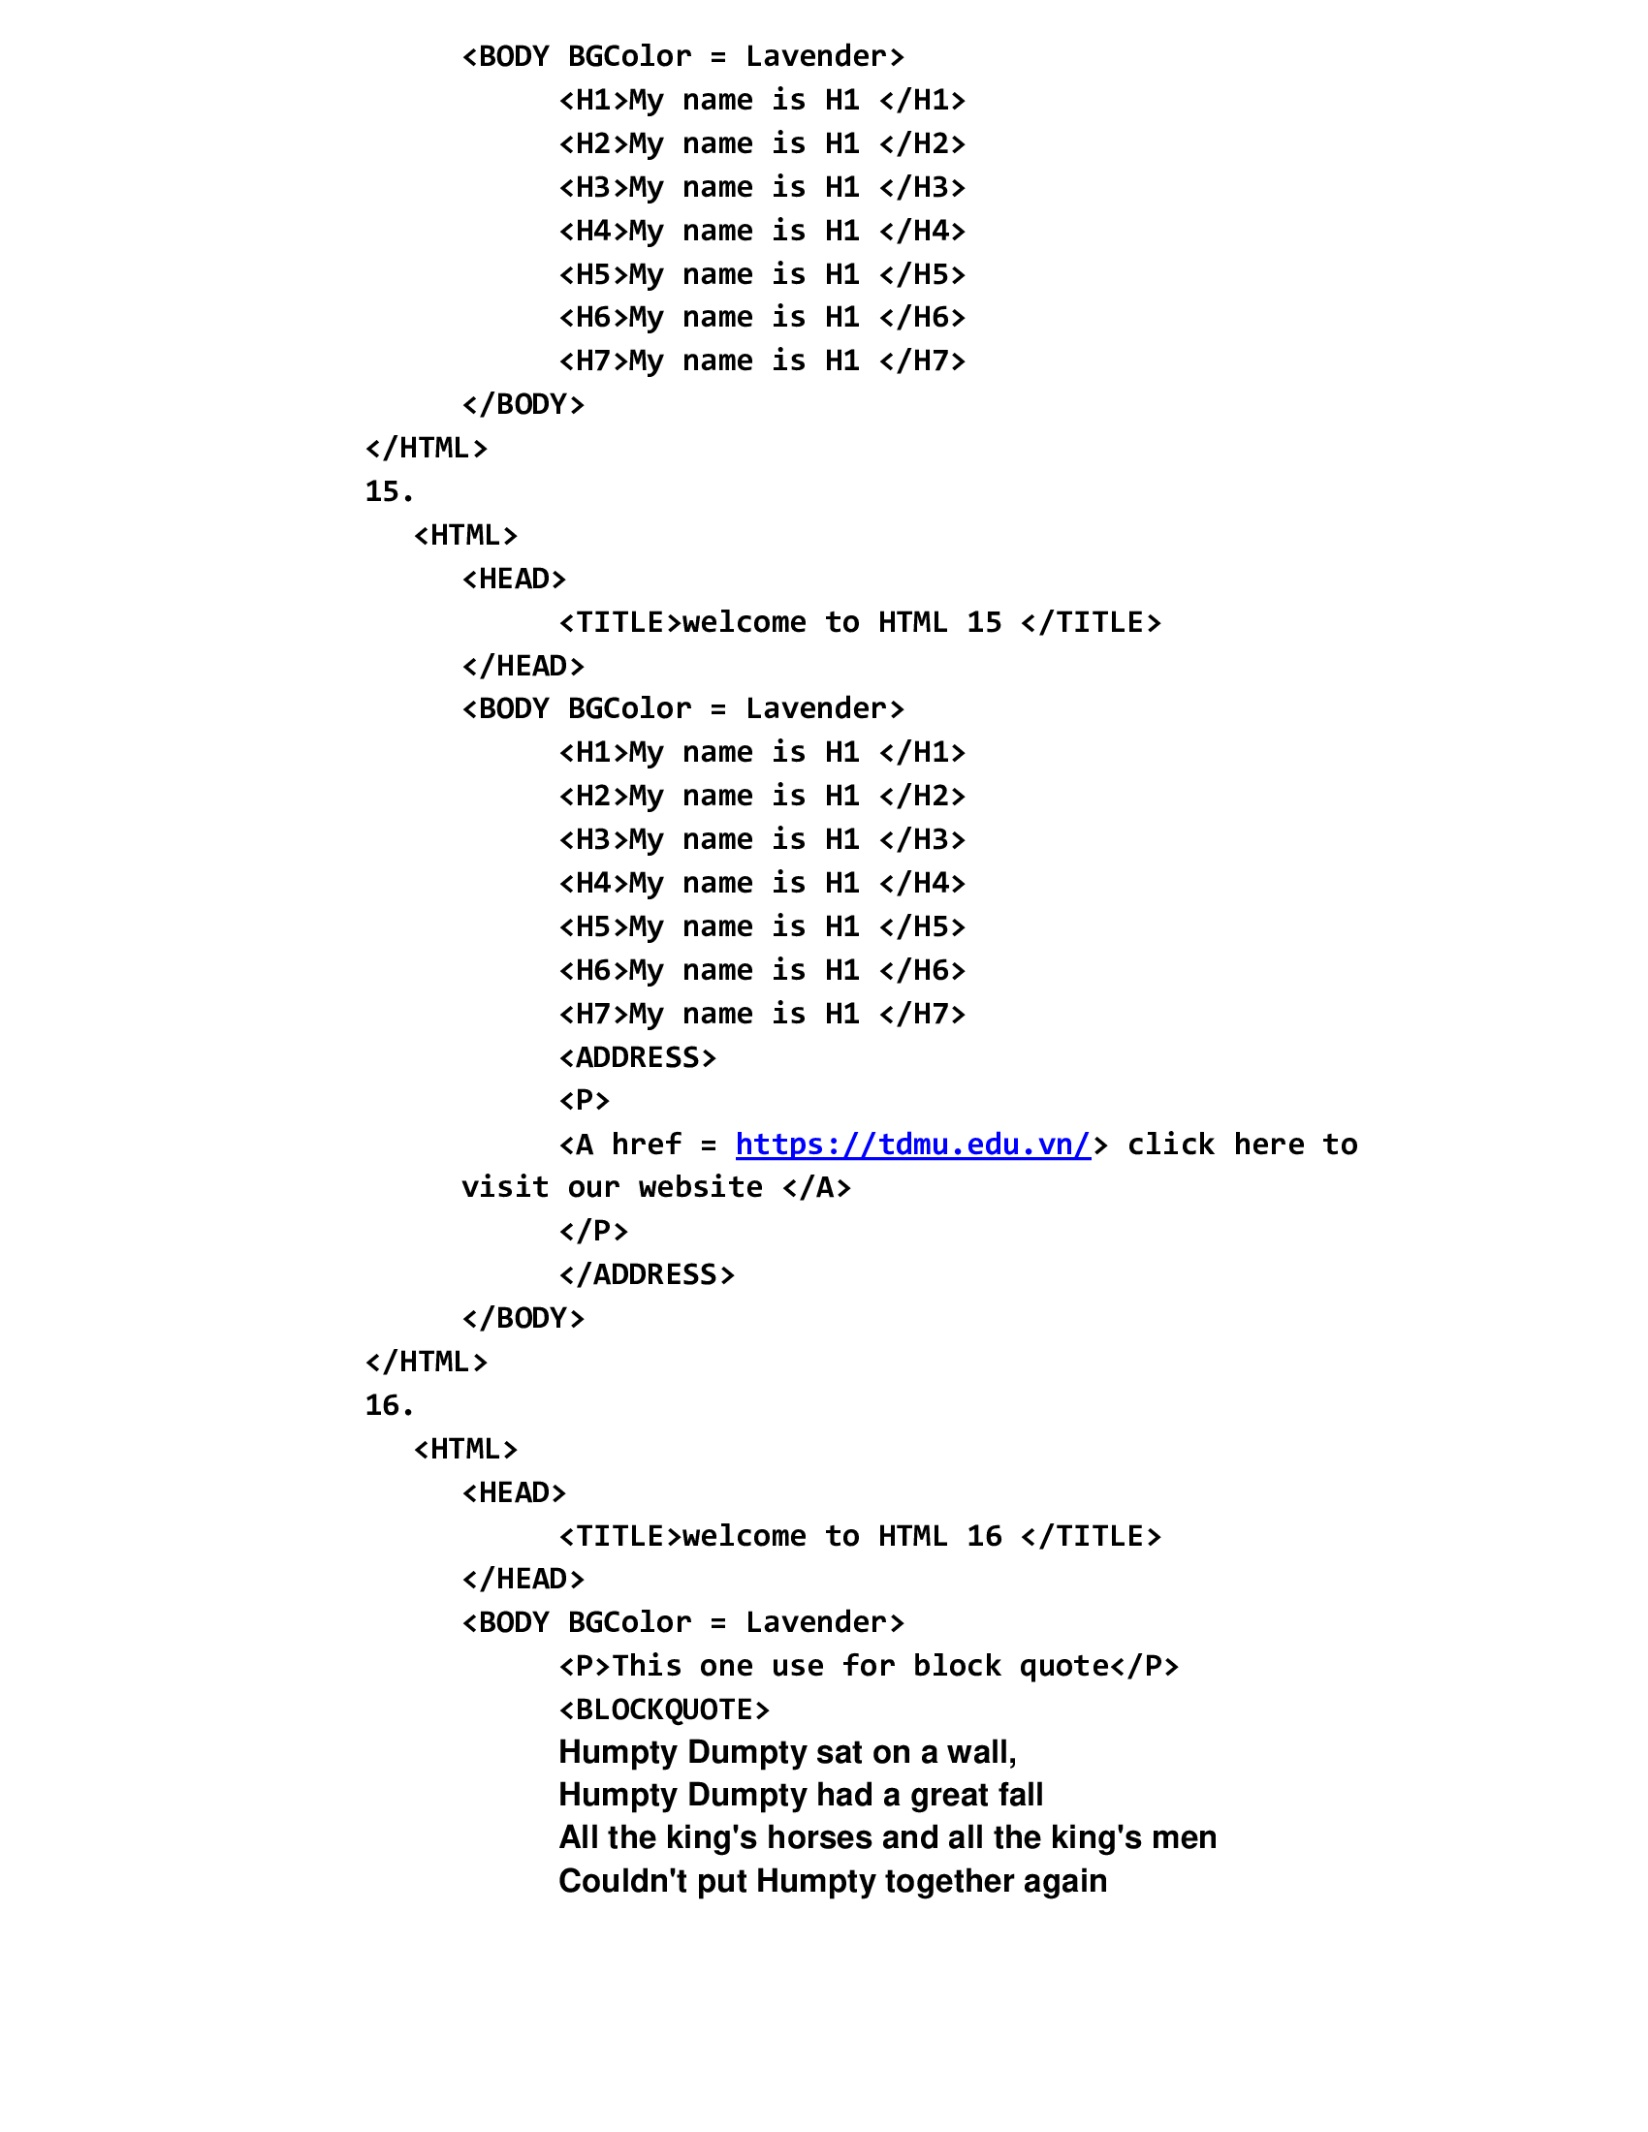 <BODY BGColor = Lavender>
<H1>My name is H1 </H1>
<H2>My name is H1 </H2>
<H3>My name is H1 </H3>
<H4>My name is H1 </H4>
<H5>My name is H1 </H5>
<H6>My name is H1 </H6>
<H7>My name is H1 </H7>
</BODY>
</HTML>
15.
<HTML>
<HEAD>
<TITLE>welcome to HTML 15 </TITLE>
</HEAD>
<BODY BGColor = Lavender>
<H1>My name is H1 </H1>
<H2>My name is H1 </H2>
<H3>My name is H1 </H3>
<H4>My name is H1 </H4>
<H5>My name is H1 </H5>
<H6>My name is H1 </H6>
<H7>My name is H1 </H7>
<ADDRESS>
<P>
<A href = https://tdmu.edu.vn/> click here to
visit our website </A>
</P>
</ADDRESS>
</BODY>
</HTML>
16.
<HTML>
<HEAD>
<TITLE>welcome to HTML 16 </TITLE>
</HEAD>
<BODY BGColor = Lavender>
<P>This one use for block quote</P>
<BLOCKQUOTE>
Humpty Dumpty sat on a wall,
Humpty Dumpty had a great fall
All the king's horses and all the king's men
Couldn't put Humpty together again